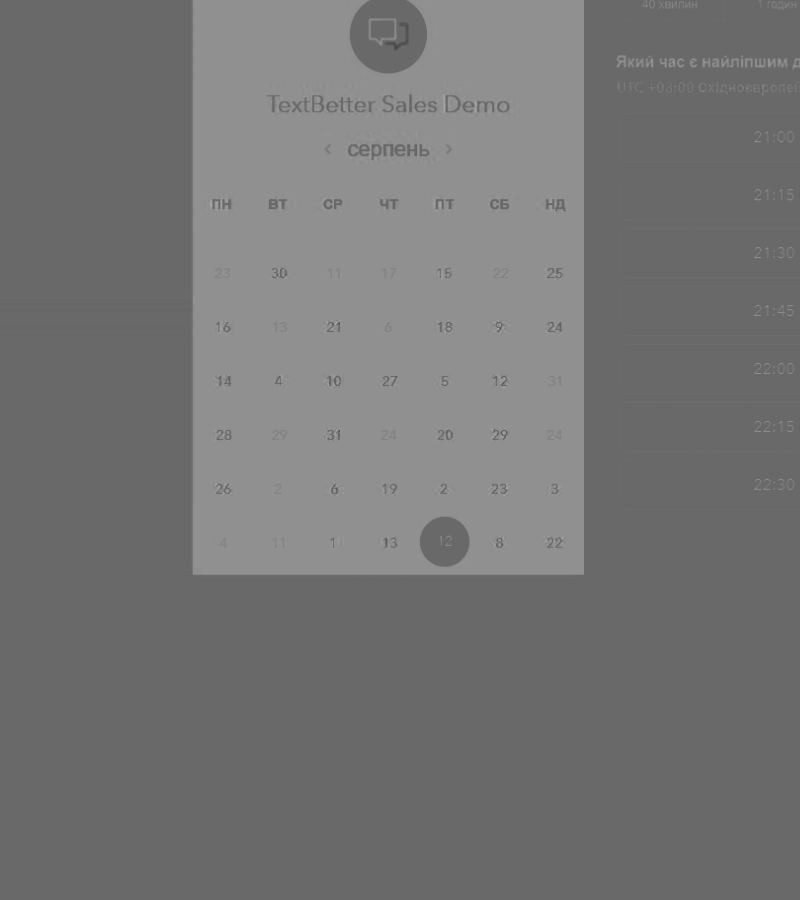 40 хвилин
1 годин
TextBetter Sales Demo
‹ серпень ›
ПН ВТ СР ЧТ ПТ СБ НД
23 30 11 17 15 22 25
16 13 21 6 18 9 24
14 4 10 27 5 12 31
28 29 31 24 20 29 24
26 2 6 19 2 23 3
4 11 1 13 12 8 22
Який час є найліпшим д
UTC +03:00 Східноєвропей
21:00
21:15
21:30
21:45
22:00
22:15
22:30